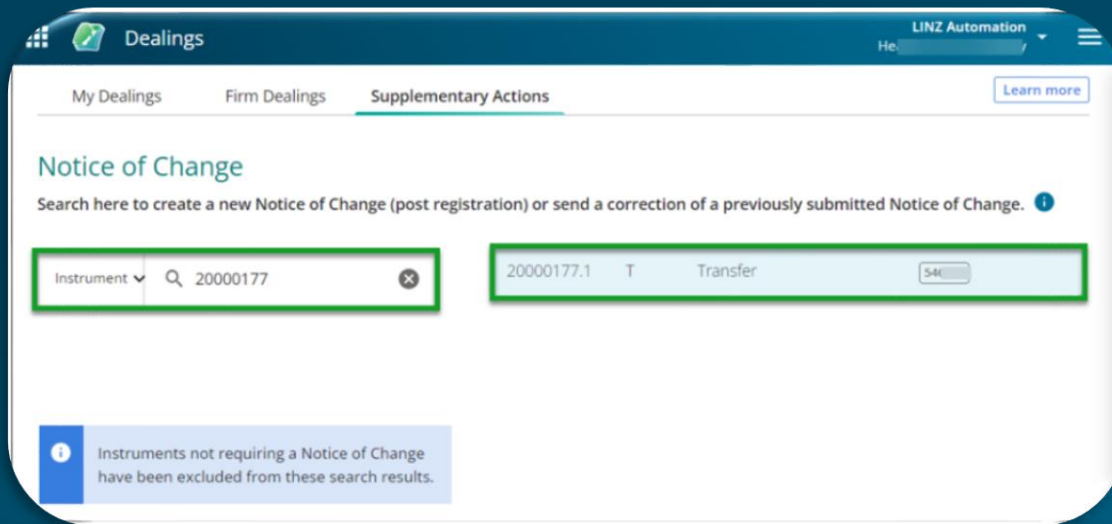 Dealings
LINZ Automation
My Dealings Firm Dealings Supplementary Actions Learn more
Notice of Change
Search here to create a new Notice of Change (post registration) or send a correction of a previously submitted Notice of Change.
Instrument 20000177
20000177.1 T Transfer
Instruments not requiring a Notice of Change
have been excluded from these search results.